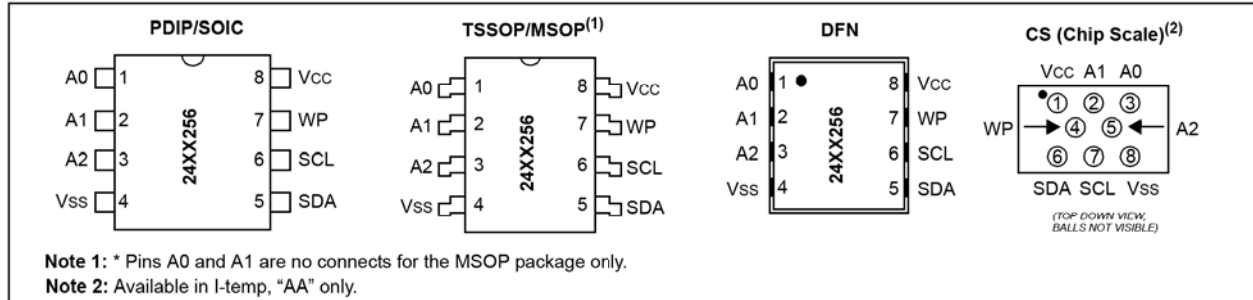 PDIP/SOIC
A0 1 8 VCC
A1 2 7 WP
A2 3 6 SCL
VSS 4 5 SDA
24XX256
TSSOP/MSOP(1)
A0 1 8 VCC
A1 2 7 WP
A2 3 6 SCL
VSS 4 5 SDA
24XX256
DFN
A0 1 8 VCC
A1 2 7 WP
A2 3 6 SCL
VSS 4 5 SDA
24XX256
CS (Chip Scale)(2)
VCC A1 A0
1 2 3
WP 4 5 A2
6 7 8
SDA SCL VSS
(TOP DOWN VIEW,
BALLS NOT VISIBLE)
Note 1: * Pins A0 and A1 are no connects for the MSOP package only.
Note 2: Available in I-temp, “AA” only.